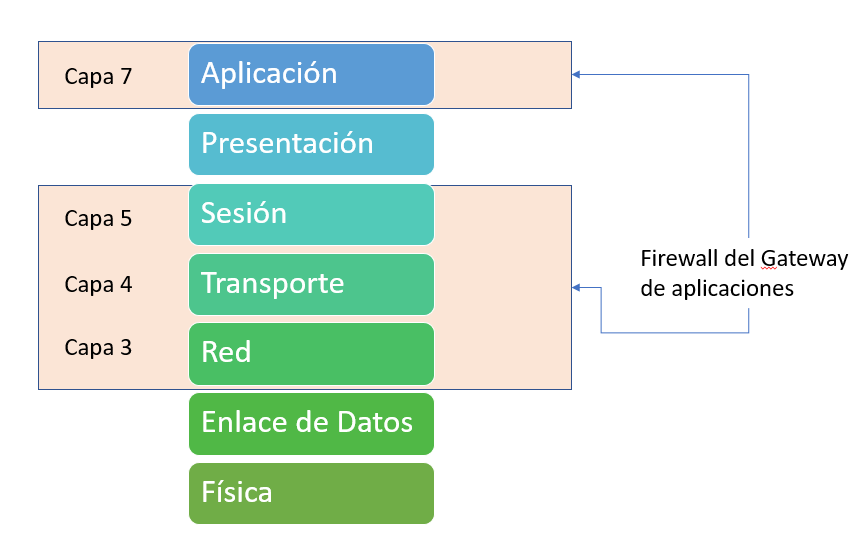 Capa 7
Aplicación
Presentación
Capa 5
Sesión
Capa 4
Transporte
Capa 3
Red
Enlace de Datos
Física
Firewall del Gateway
de aplicaciones